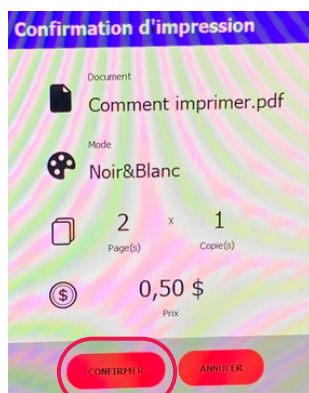 Confirmation d'impression
Document
Comment imprimer.pdf
Mode
Noir&Blanc
2 x 1
Page(s) Copie(s)
$ 0,50 $
Prix
CONFIRMER ANNULER